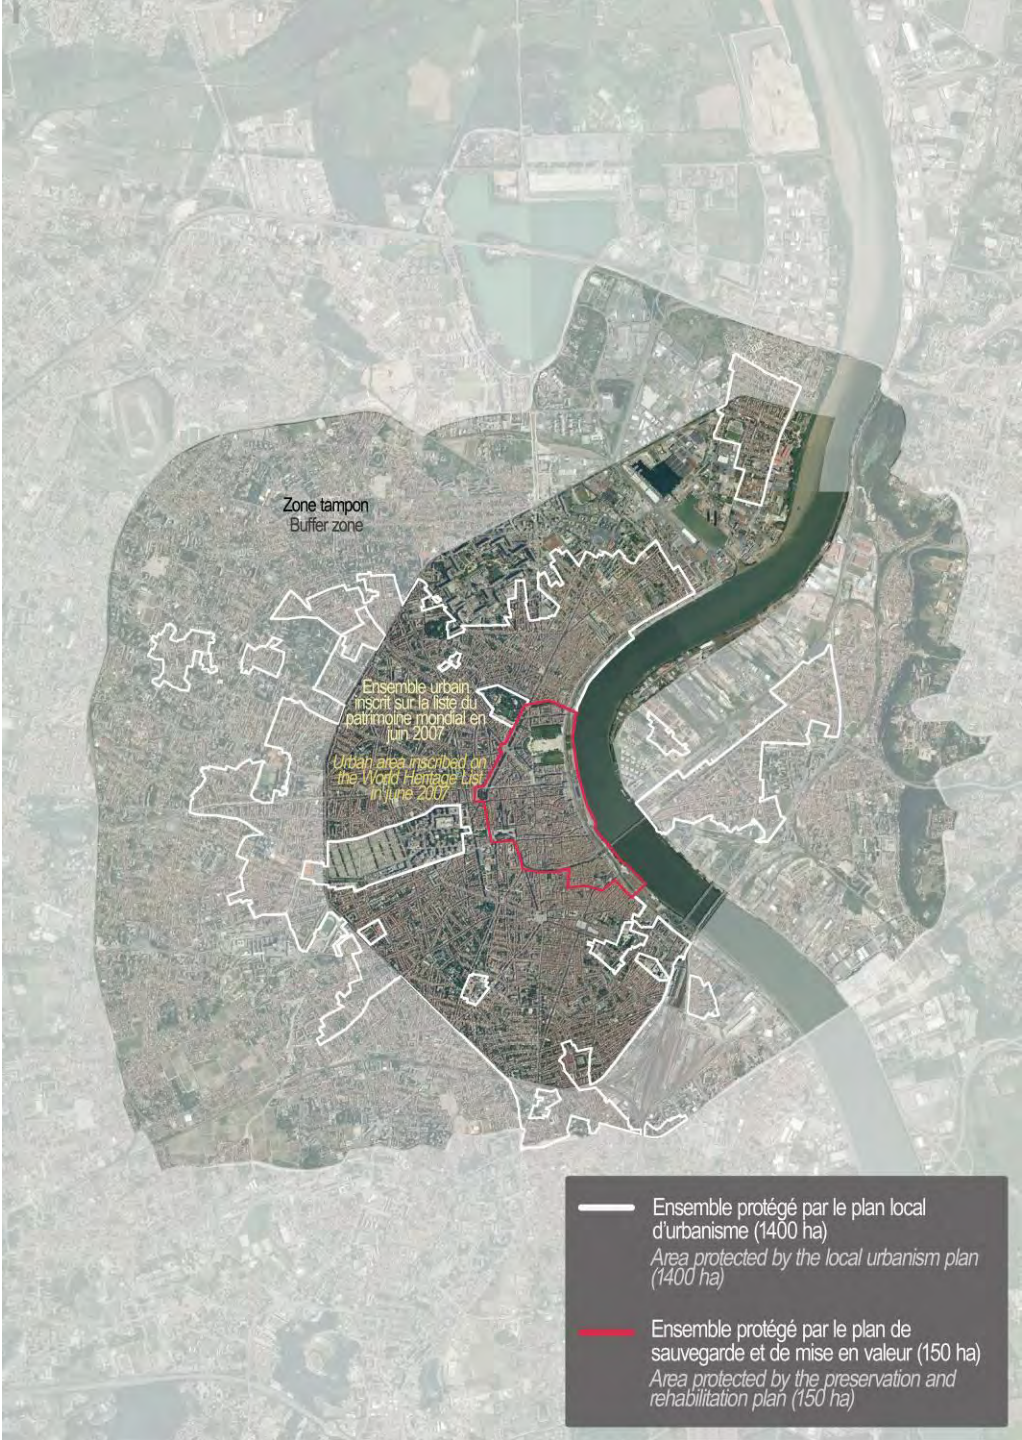 Zone tampon
Buffer zone
Ensemble urbain
inscrit sur la liste du
patrimoine mondial en
juin 2007
Urban area inscribed on
the World Heritage List
in june 2007
Ensemble protégé par le plan local
d'urbanisme (1400 ha)
Area protected by the local urbanism plan
(1400 ha)
Ensemble protégé par le plan de
sauvegarde et de mise en valeur (150 ha)
Area protected by the preservation and
rehabilitation plan (150 ha)